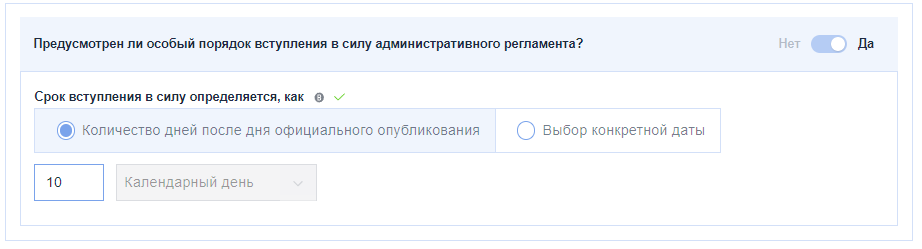 Предусмотрен ли особый порядок вступления в силу административного регламента? Нет Да
Срок вступления в силу определяется, как
Количество дней после дня официального опубликования Выбор конкретной даты
10 Календарный день